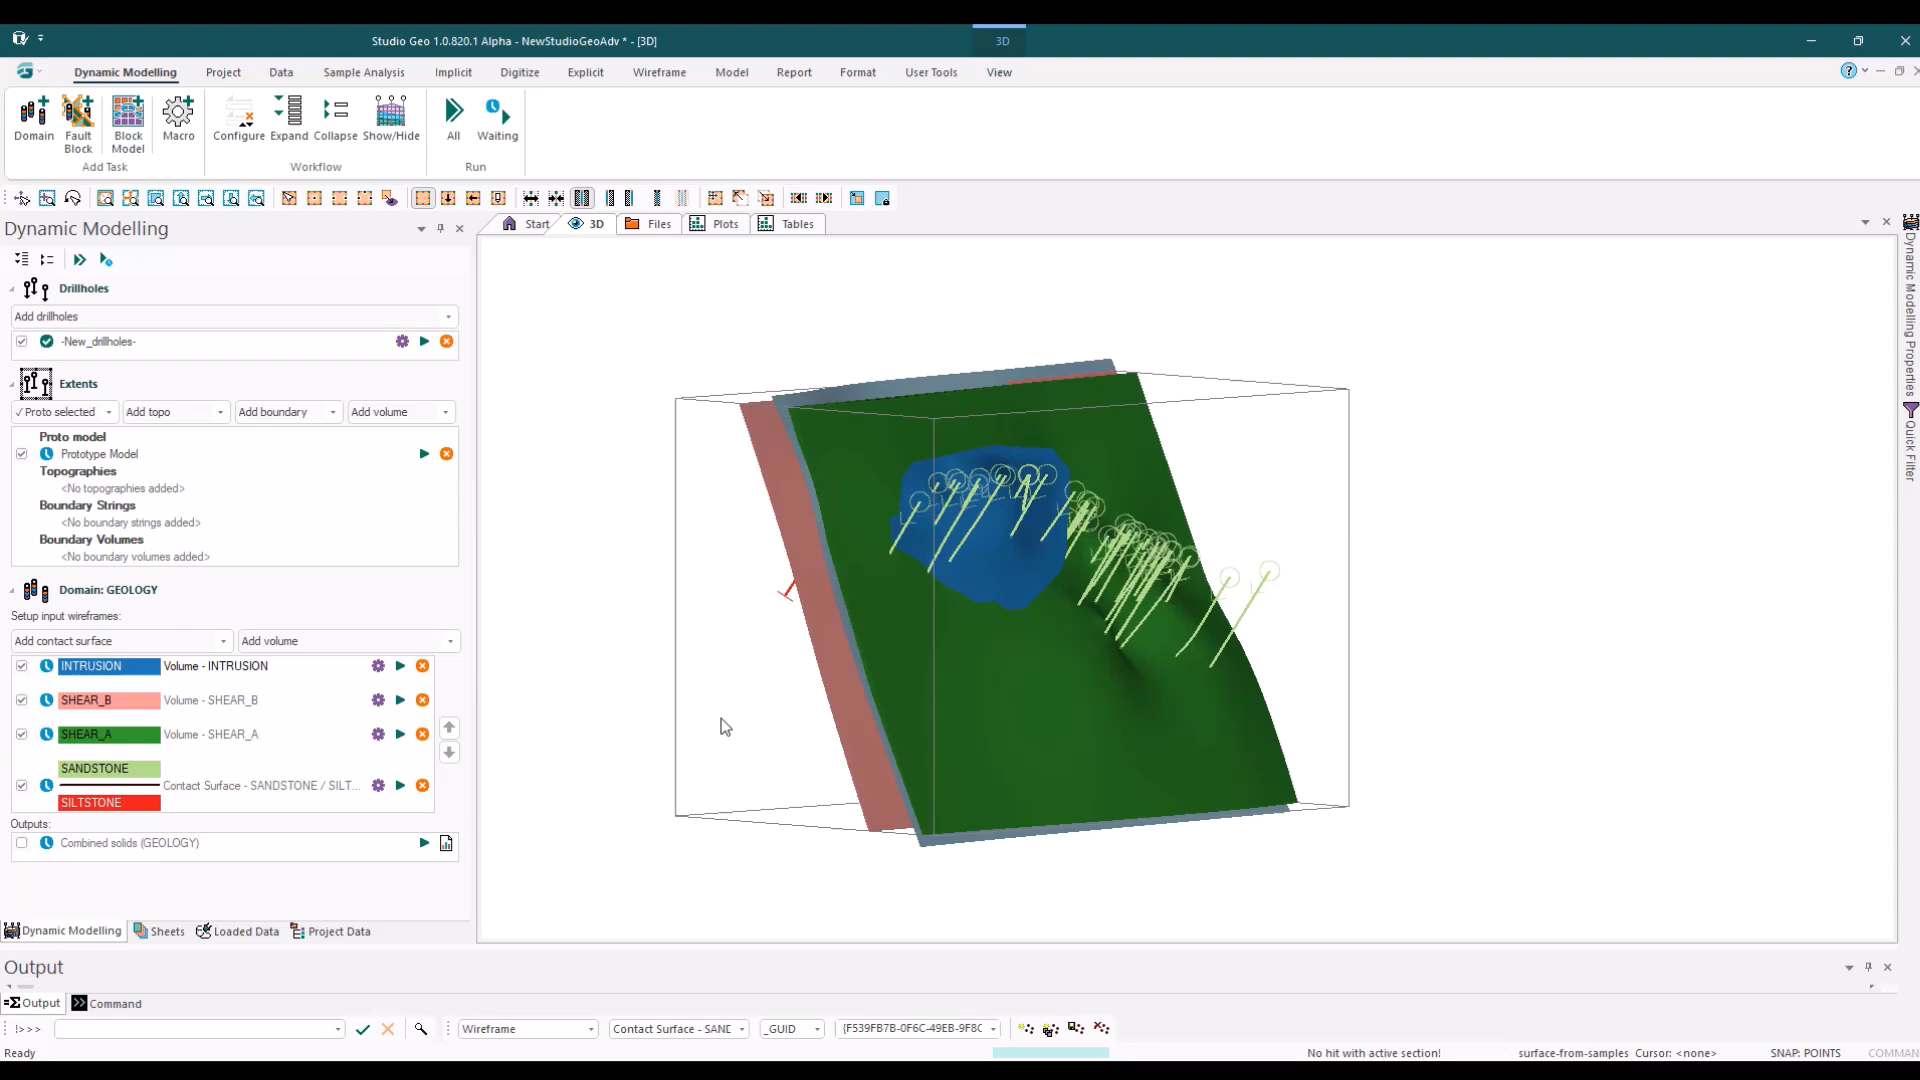 Studio Geo 1.0.820.1 Alpha - NewStudioGeoAdv * - [3D]
3D
Dynamic Modelling Project Data Sample Analysis Implicit Digitize Explicit Wireframe Model Report Format User Tools View
Domain Fault Block Block Model Macro Configure Expand Collapse Show/Hide All Waiting
Add Task Workflow Run
Dynamic Modelling
Start 3D Files Plots Tables
Drillholes
Add drillholes
-New_drillholes-
Extents
✓ Proto selected Add topo Add boundary Add volume
Proto model
Prototype Model
Topographies
<No topographies added>
Boundary Strings
<No boundary strings added>
Boundary Volumes
<No boundary volumes added>
Domain: GEOLOGY
Setup input wireframes:
Add contact surface Add volume
INTRUSION Volume - INTRUSION
SHEAR_B Volume - SHEAR_B
SHEAR_A Volume - SHEAR_A
SANDSTONE
Contact Surface - SANDSTONE / SILT...
SILTSTONE
Outputs:
Combined solids (GEOLOGY)
Dynamic Modelling Sheets Loaded Data Project Data
Dynamic Modelling Properties
Quick Filter
Output
Output Command
!>>> Wireframe Contact Surface - SANE _GUID {F539FB7B-0F6C-49EB-9F8C
Ready No hit with active section! surface-from-samples Cursor: <none> SNAP: POINTS COMMAN